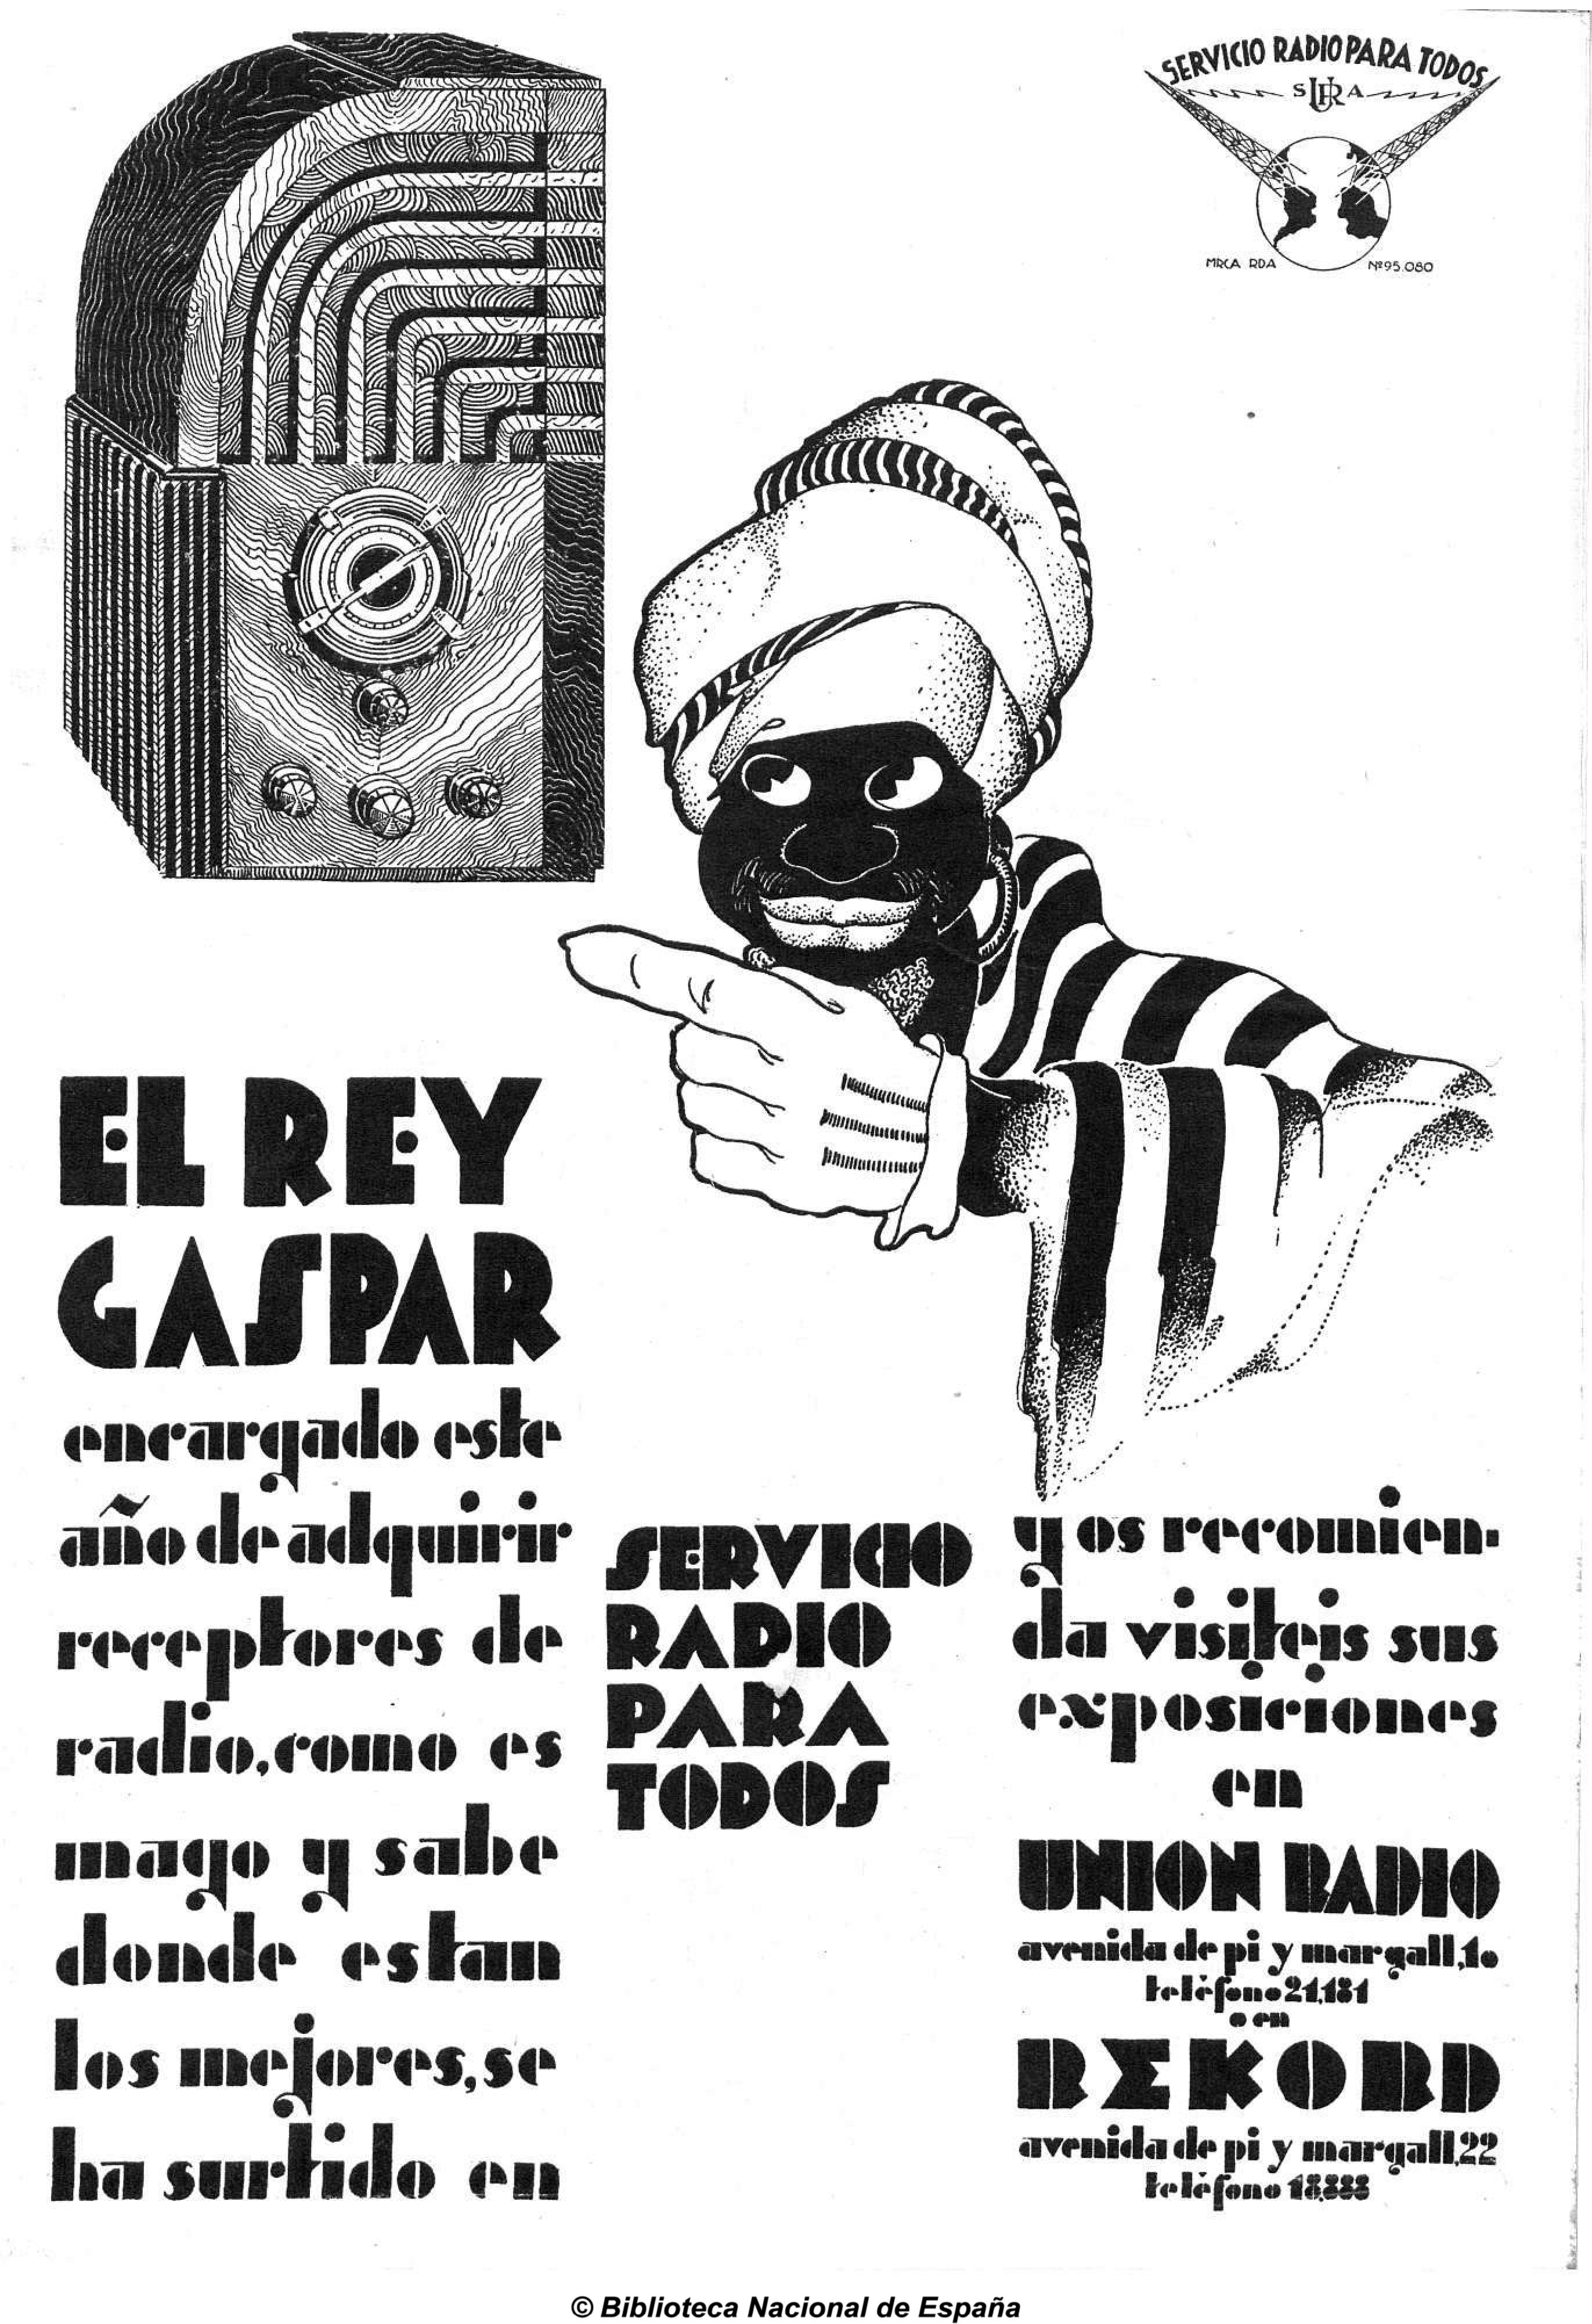 SERVICIO RADIO PARA TODOS
SURA
MRCA RDA Nº 95.080
EL REY
GASPAR
encargado este
año de adquirir
receptores de
radio, como es
mago y sabe
donde estan
los mejores, se
ha surtido en
SERVICIO
RADIO
PARA
TODOS
y os recomien-
da visiteis sus
exposiciones
en
UNION RADIO
avenida de pi y margall, 10
teléfono 21,181
o en
REKORD
avenida de pi y margall, 22
teléfono 18,888
© Biblioteca Nacional de España